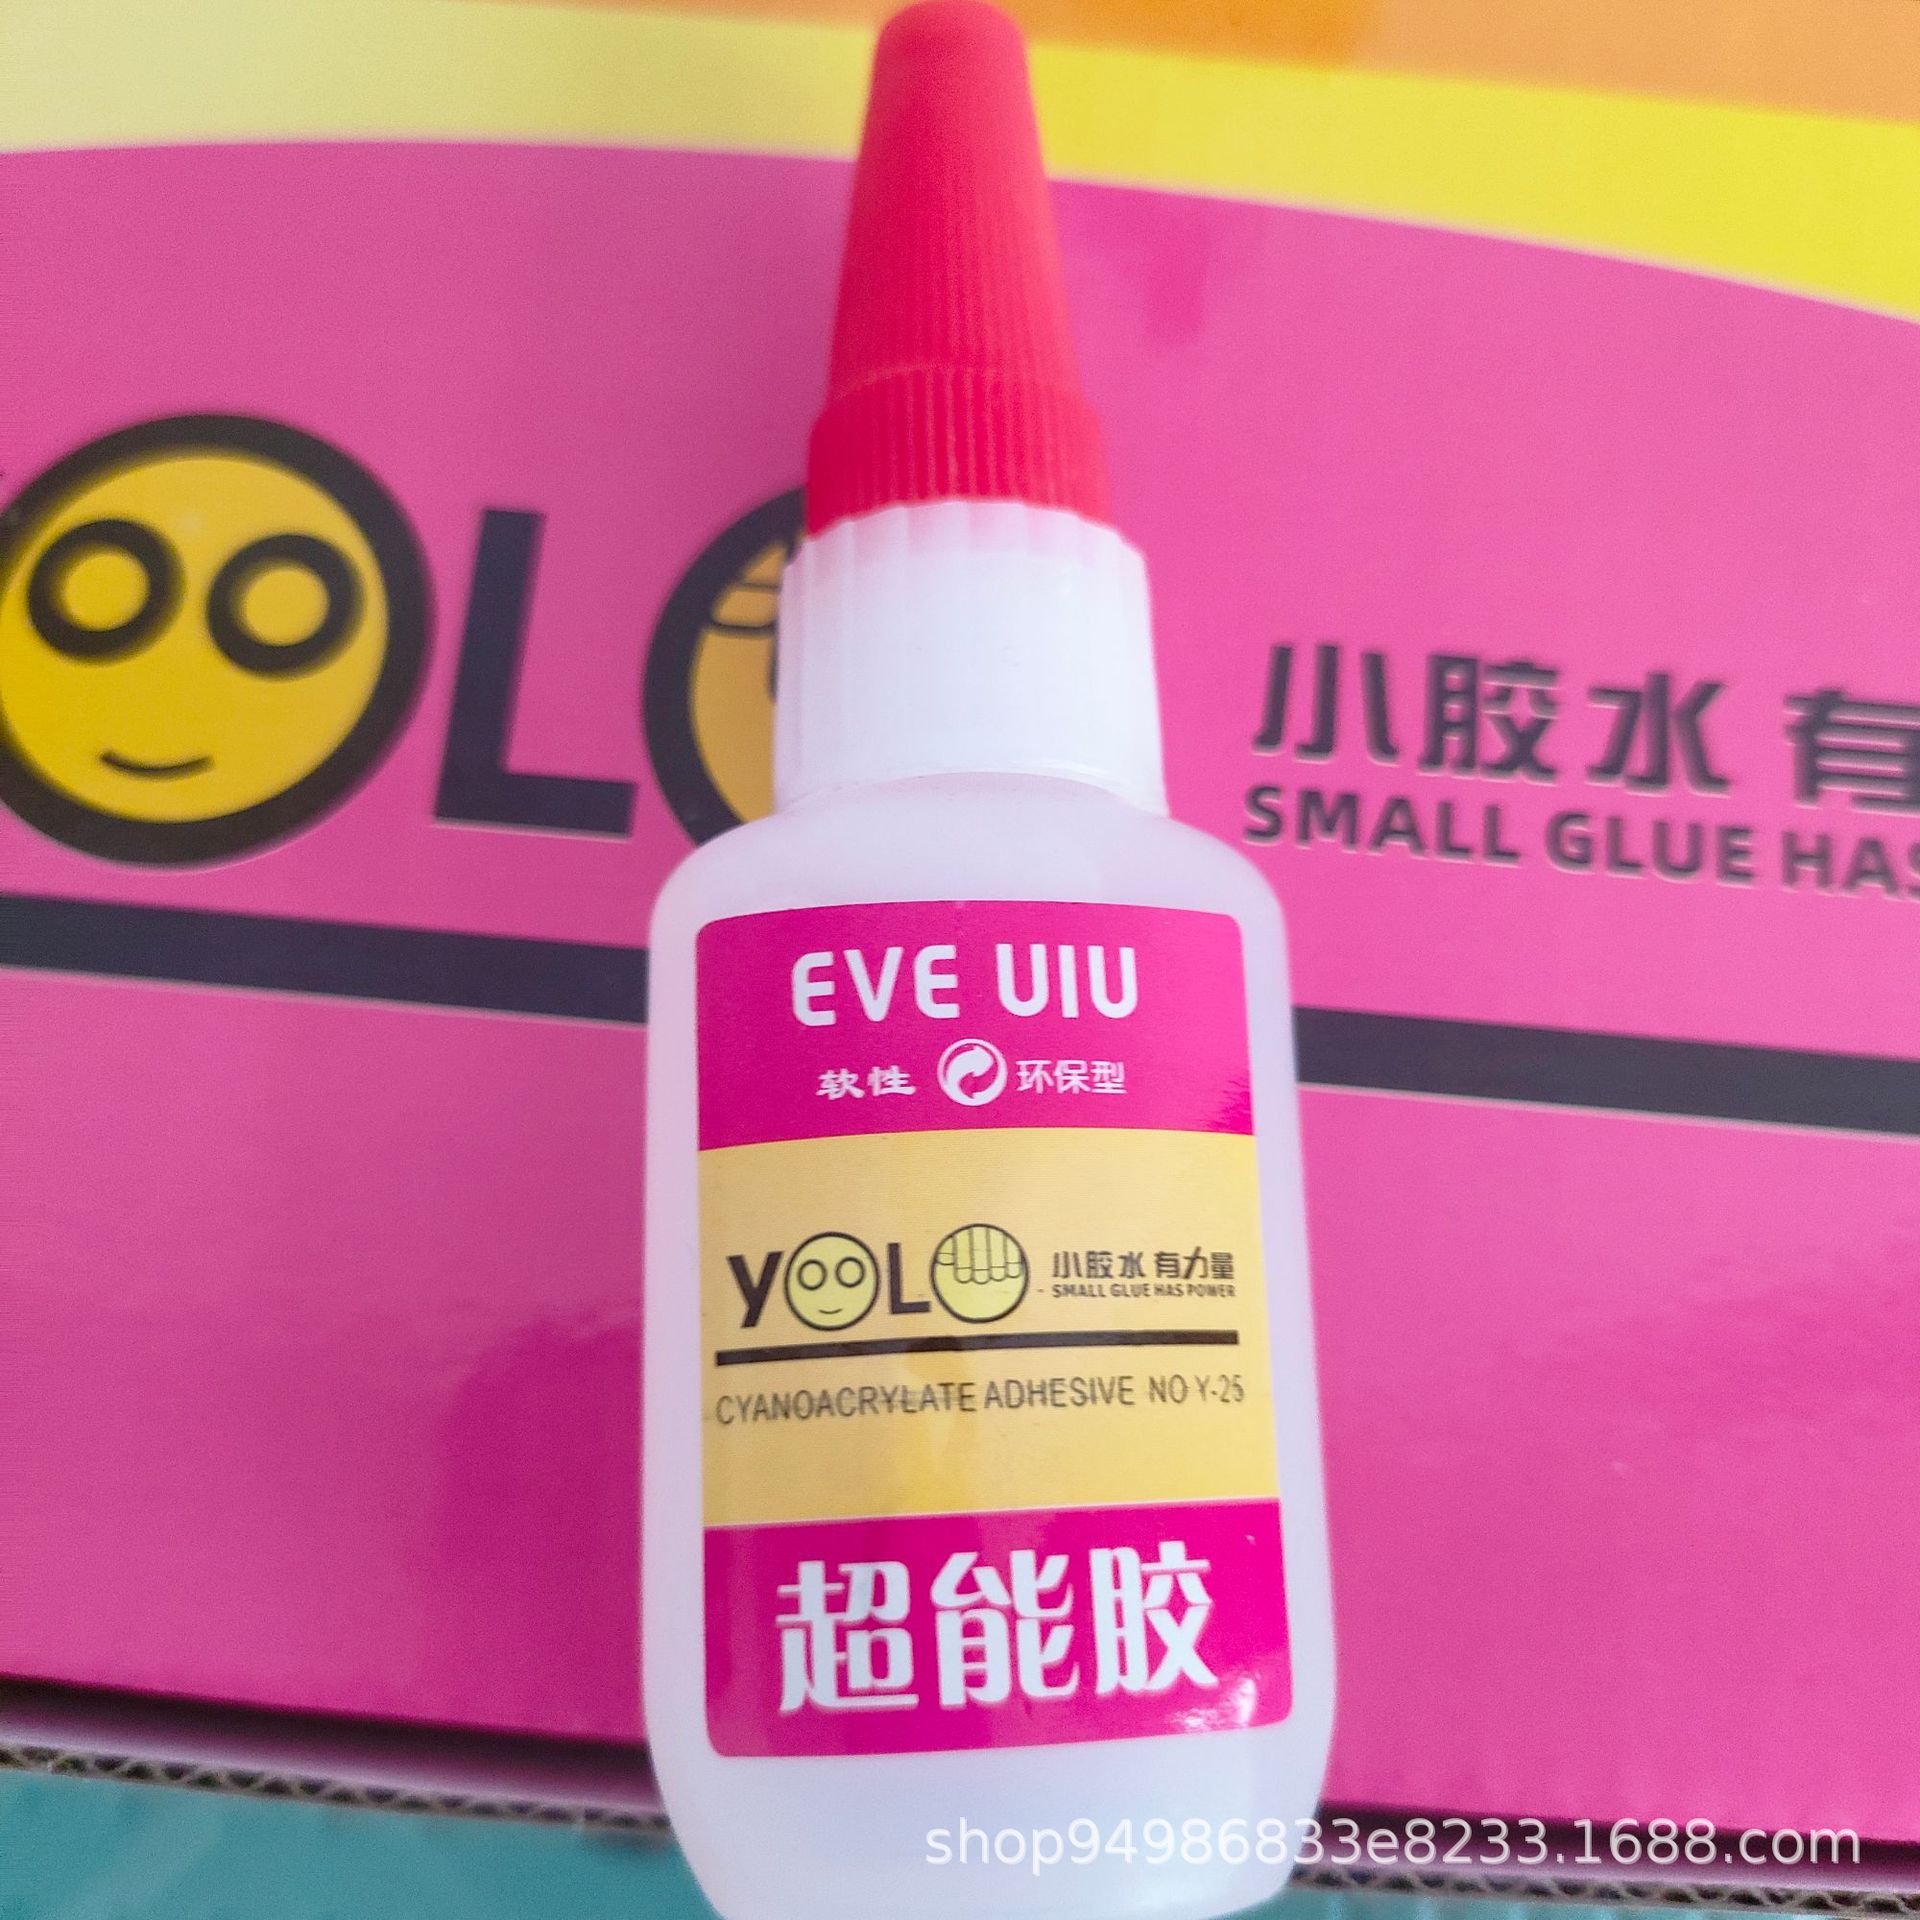 OLO
小胶水 有
SMALL GLUE HAS
EVE UIU
软性 环保型
YOLO 小胶水 有力量
SMALL GLUE HAS POWER
CYANOACRYLATE ADHESIVE NO Y-25
超能胶
shop94986833e8233.1688.com